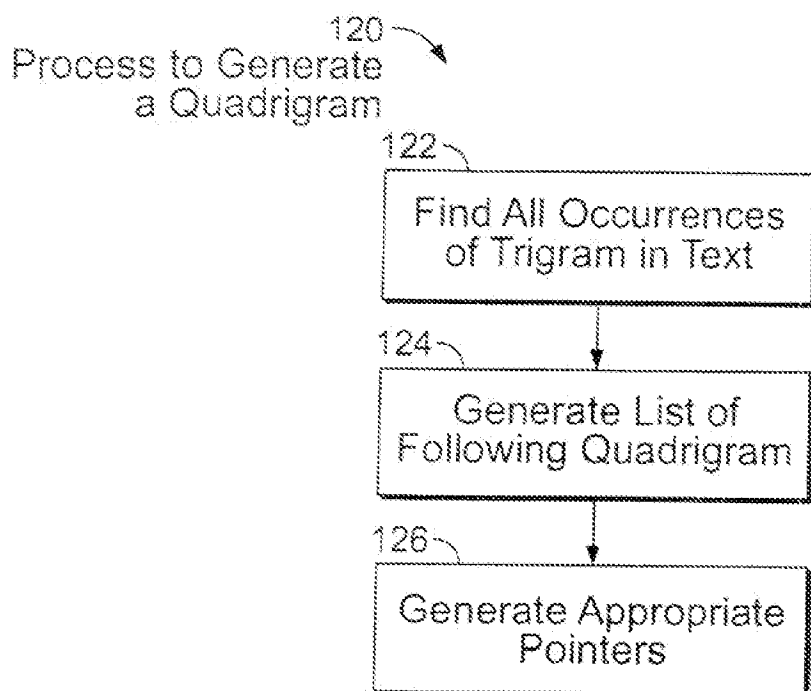 120
Process to Generate
a Quadrigram
122
Find All Occurrences
of Trigram in Text
124
Generate List of
Following Quadrigram
126
Generate Appropriate
Pointers